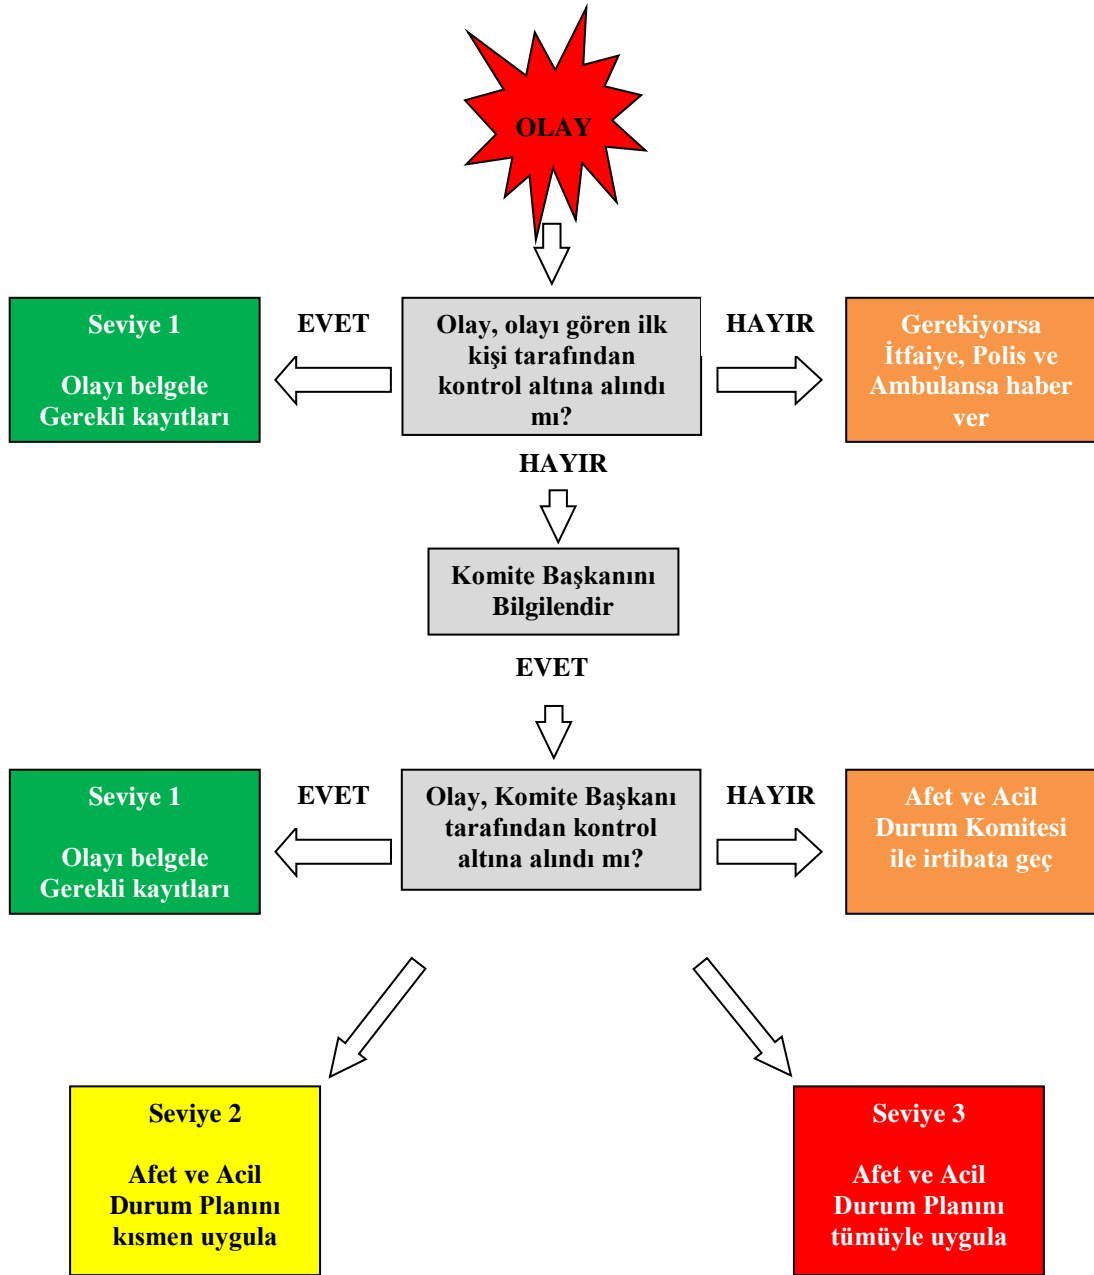 OLAY
Seviye 1
Olayı belgele
Gerekli kayıtları
EVET
Olay, olayı gören ilk
kişi tarafından
kontrol altına alındı
mı?
HAYIR
Gerekiyorsa
İtfaiye, Polis ve
Ambulansa haber
ver
HAYIR
Komite Başkanını
Bilgilendir
EVET
Seviye 1
Olayı belgele
Gerekli kayıtları
EVET
Olay, Komite Başkanı
tarafından kontrol
altına alındı mı?
HAYIR
Afet ve Acil
Durum Komitesi
ile irtibata geç
Seviye 2
Afet ve Acil
Durum Planını
kısmen uygula
Seviye 3
Afet ve Acil
Durum Planını
tümüyle uygula